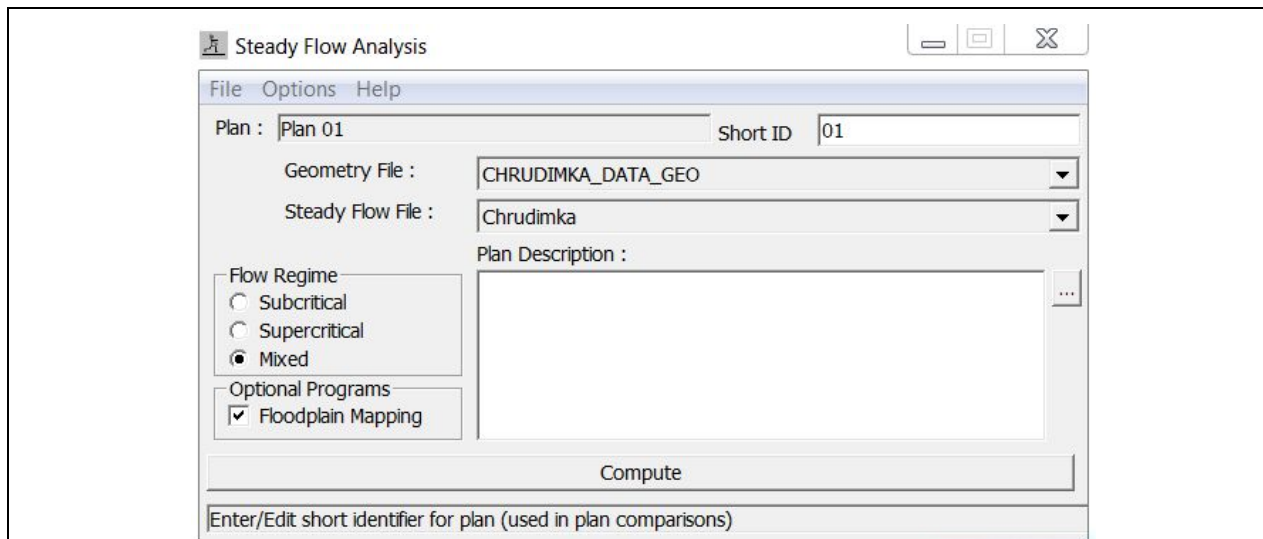 Steady Flow Analysis
File Options Help
Plan : Plan 01 Short ID 01
Geometry File : CHRUDIMKA_DATA_GEO
Steady Flow File : Chrudimka
Plan Description :
Flow Regime
Subcritical
Supercritical
Mixed
Optional Programs
Floodplain Mapping
...
Compute
Enter/Edit short identifier for plan (used in plan comparisons)